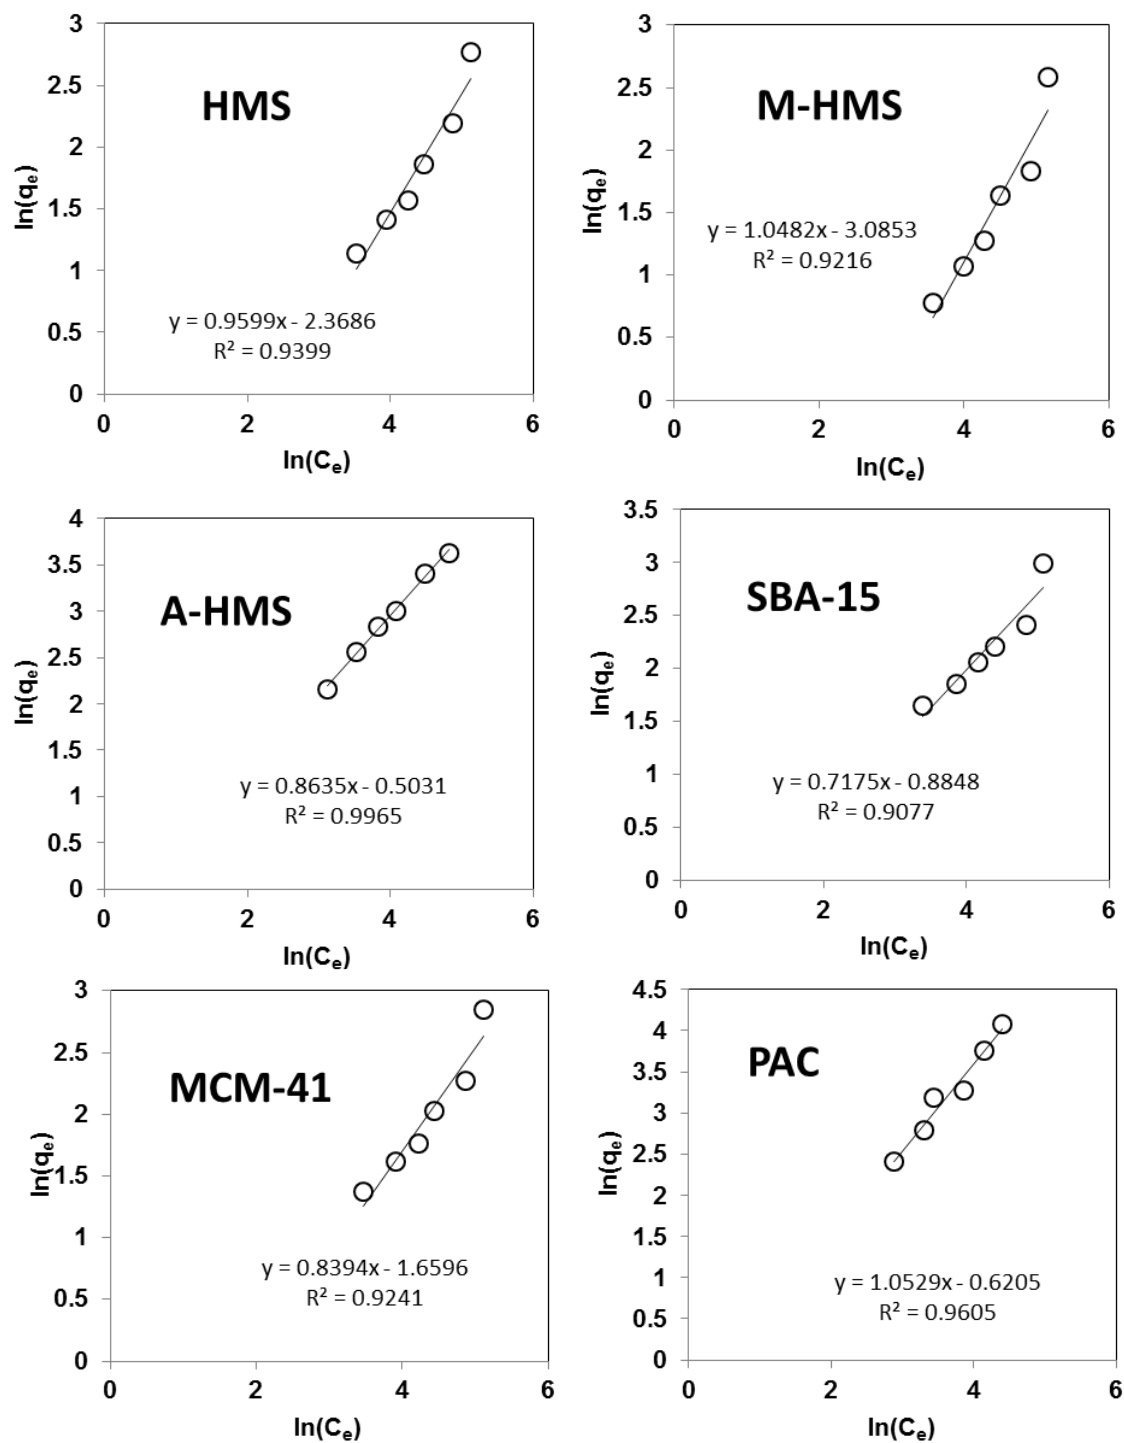 3
2.5
2
1.5
1
0.5
0
0
2
4
6
ln(qe)
ln(Ce)
HMS
y = 0.9599x - 2.3686
R² = 0.9399
3
2.5
2
1.5
1
0.5
0
0
2
4
6
ln(qe)
ln(Ce)
M-HMS
y = 1.0482x - 3.0853
R² = 0.9216
4
3.5
3
2.5
2
1.5
1
0.5
0
0
2
4
6
ln(qe)
ln(Ce)
A-HMS
y = 0.8635x - 0.5031
R² = 0.9965
3.5
3
2.5
2
1.5
1
0.5
0
0
2
4
6
ln(qe)
ln(Ce)
SBA-15
y = 0.7175x - 0.8848
R² = 0.9077
3
2.5
2
1.5
1
0.5
0
0
2
4
6
ln(qe)
ln(Ce)
MCM-41
y = 0.8394x - 1.6596
R² = 0.9241
4.5
4
3.5
3
2.5
2
1.5
1
0.5
0
0
2
4
6
ln(qe)
ln(Ce)
PAC
y = 1.0529x - 0.6205
R² = 0.9605